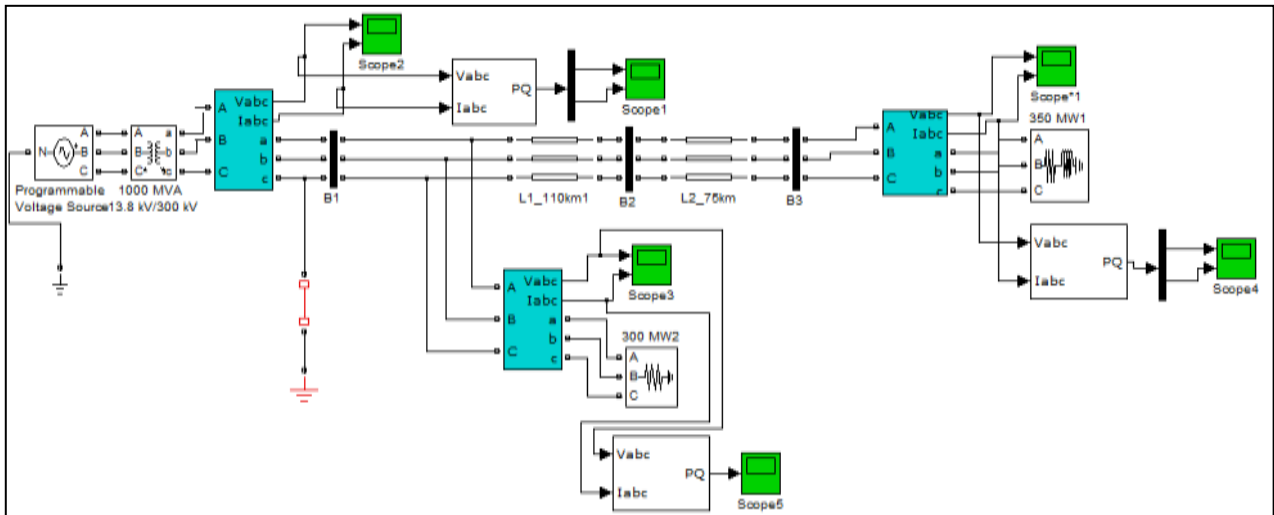 Scope2
Vabc
Iabc
PQ
Scope1
Scope*1
350 MW1
A
B
C
N
A
B
C
A
B
C
a
b
c
A
B
C
Vabc
Iabc
a
b
c
Programmable
Voltage Source
1000 MVA
13.8 kV/300 kV
B1
L1_110km1
B2
L2_75km
B3
A
B
C
Vabc
Iabc
a
b
c
Vabc
Iabc
PQ
Scope4
A
B
C
Vabc
Iabc
a
b
c
Scope3
300 MW2
A
B
C
Vabc
Iabc
PQ
Scope5